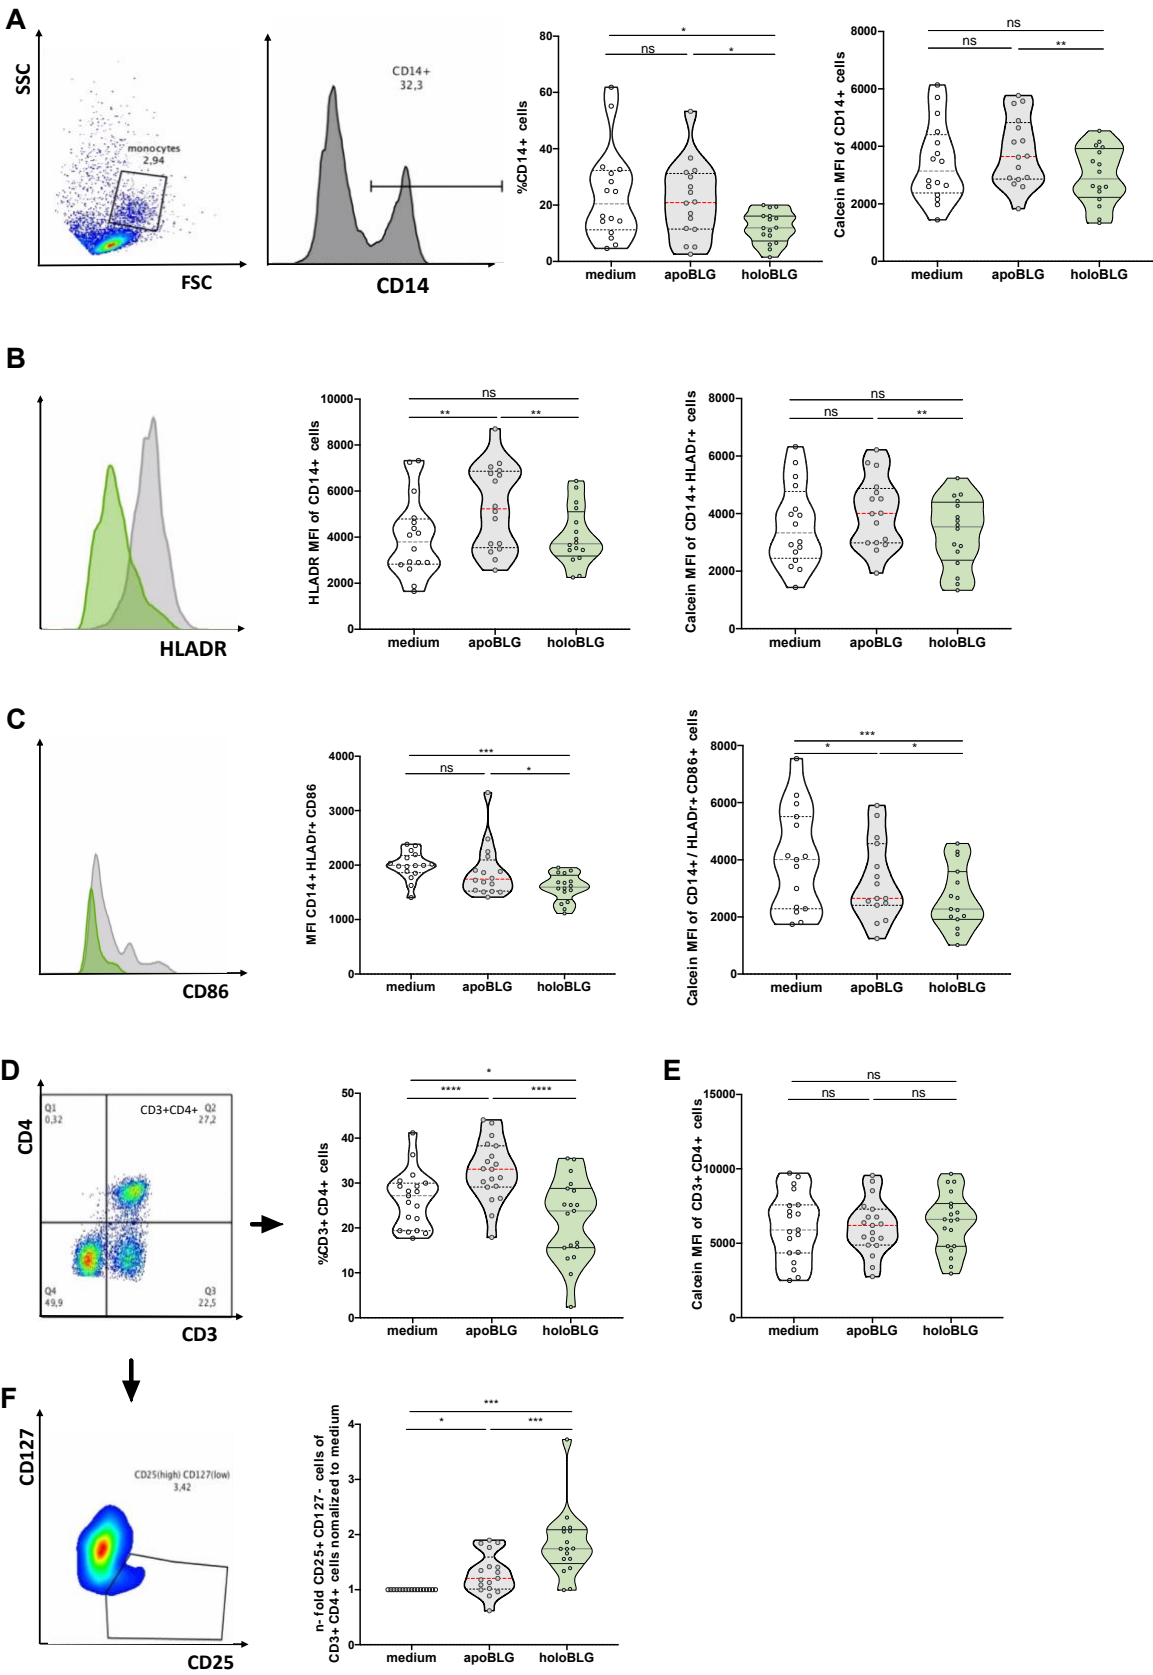 A
SSC
monocytes
2,94
FSC
CD14+
32,3
CD14
%CD14+ cells
80
60
40
20
0
*
ns
*
medium apoBLG holoBLG
Calcein MFI of CD14+ cells
8000
6000
4000
2000
0
ns
ns
**
medium apoBLG holoBLG
B
HLADR
HLADR MFI of CD14+ cells
10000
8000
6000
4000
2000
0
ns
**
**
medium apoBLG holoBLG
Calcein MFI of CD14+ HLADr+ cells
8000
6000
4000
2000
0
ns
ns
**
medium apoBLG holoBLG
C
CD86
MFI CD14+ HLADr+ CD86
4000
3000
2000
1000
0
***
ns
*
medium apoBLG holoBLG
Calcein MFI of CD14+/ HLADr+ CD86+ cells
8000
6000
4000
2000
0
***
*
*
medium apoBLG holoBLG
D
CD4
Q1
0,32
CD3+CD4+ Q2
27,2
Q4
49,9
Q3
22,5
CD3
%CD3+ CD4+ cells
50
40
30
20
10
0
*
****
****
medium apoBLG holoBLG
E
Calcein MFI of CD3+ CD4+ cells
15000
10000
5000
0
ns
ns
ns
medium apoBLG holoBLG
F
CD127
CD25(high) CD127(low)
3,42
CD25
n-fold CD25+ CD127- cells of
CD3+ CD4+ cells nomalized to medium
4
3
2
1
0
***
*
***
medium apoBLG holoBLG